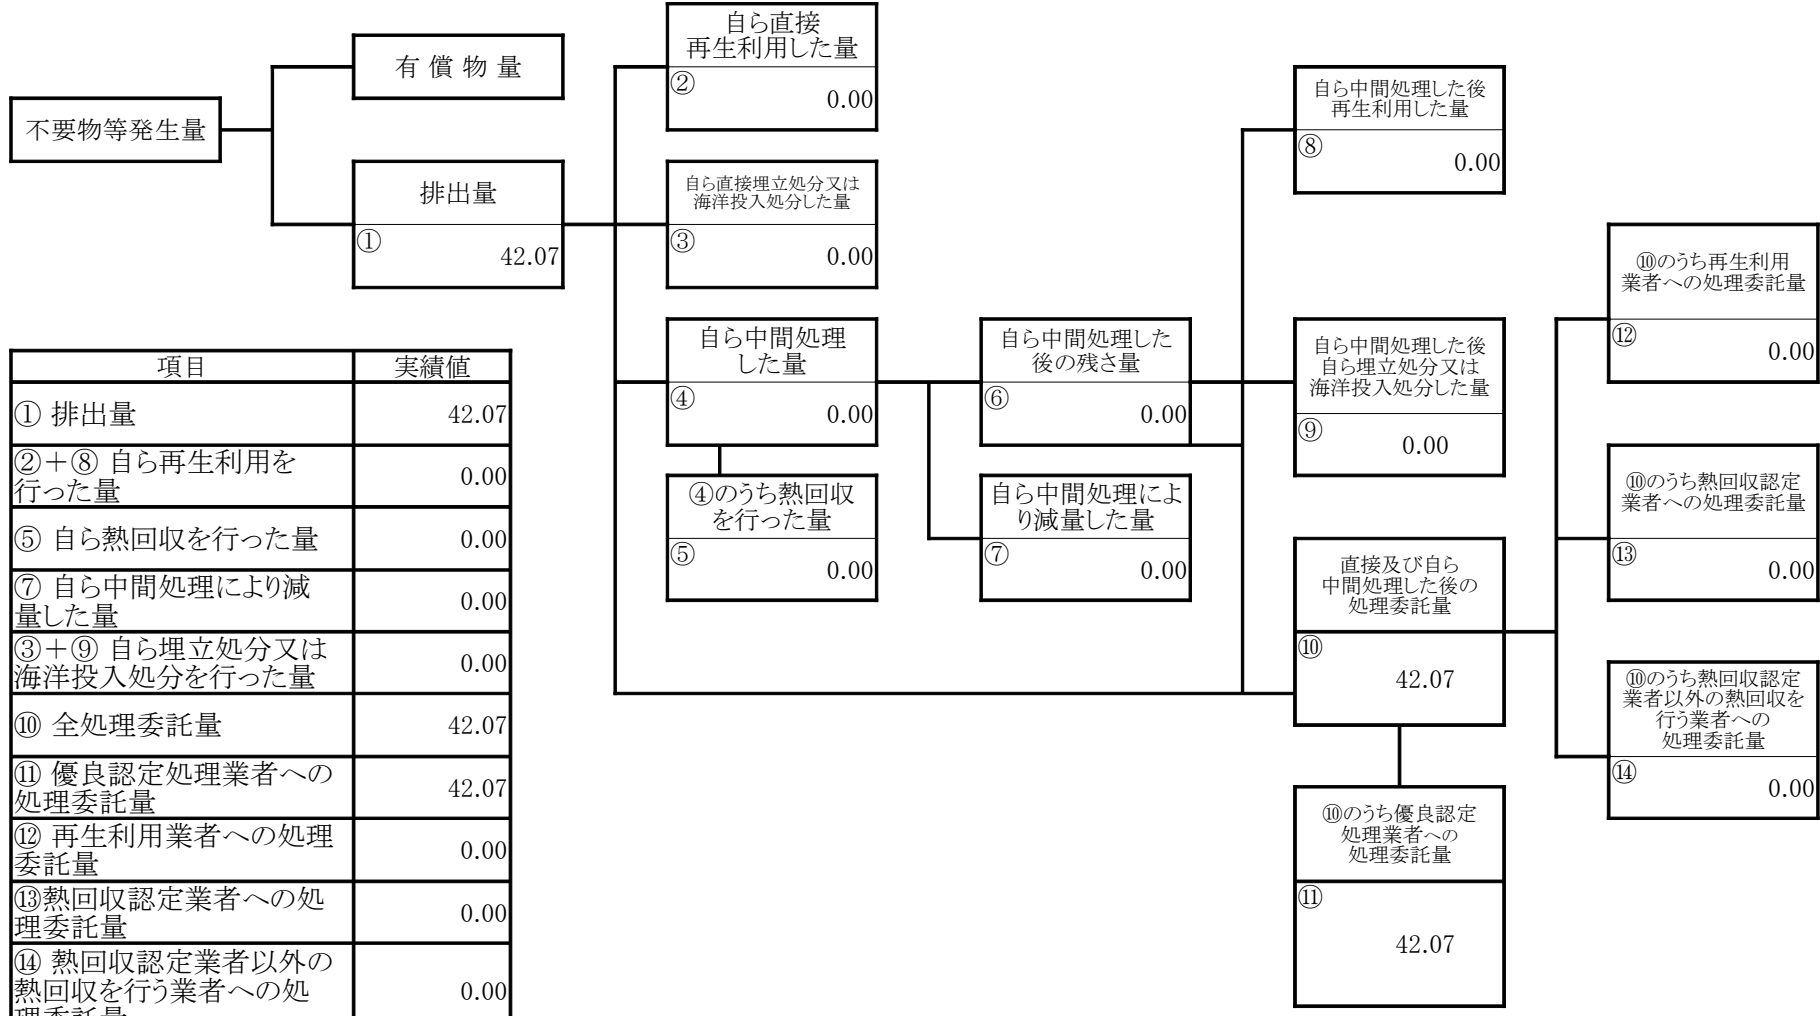 不要物等発生量
有 償 物 量
排出量
①
42.07
自ら直接
再生利用した量
②
0.00
自ら直接埋立処分又は
海洋投入処分した量
③
0.00
自ら中間処理
した量
④
0.00
④のうち熱回収
を行った量
⑤
0.00
自ら中間処理した
後の残さ量
⑥
0.00
自ら中間処理によ
り減量した量
⑦
0.00
自ら中間処理した後
再生利用した量
⑧
0.00
自ら中間処理した後
自ら埋立処分又は
海洋投入処分した量
⑨
0.00
直接及び自ら
中間処理した後の
処理委託量
⑩
42.07
⑩のうち優良認定
処理業者への
処理委託量
⑪
42.07
⑩のうち再生利用
業者への処理委託量
⑫
0.00
⑩のうち熱回収認定
業者への処理委託量
⑬
0.00
⑩のうち熱回収認定
業者以外の熱回収を
行う業者への
処理委託量
⑭
0.00
項目 実績値
① 排出量 42.07
②+⑧ 自ら再生利用を
行った量 0.00
⑤ 自ら熱回収を行った量 0.00
⑦ 自ら中間処理により減
量した量 0.00
③+⑨ 自ら埋立処分又は
海洋投入処分を行った量 0.00
⑩ 全処理委託量 42.07
⑪ 優良認定処理業者への
処理委託量 42.07
⑫ 再生利用業者への処理
委託量 0.00
⑬熱回収認定業者への処
理委託量 0.00
⑭ 熱回収認定業者以外の
熱回収を行う業者への処 0.00
理委託量